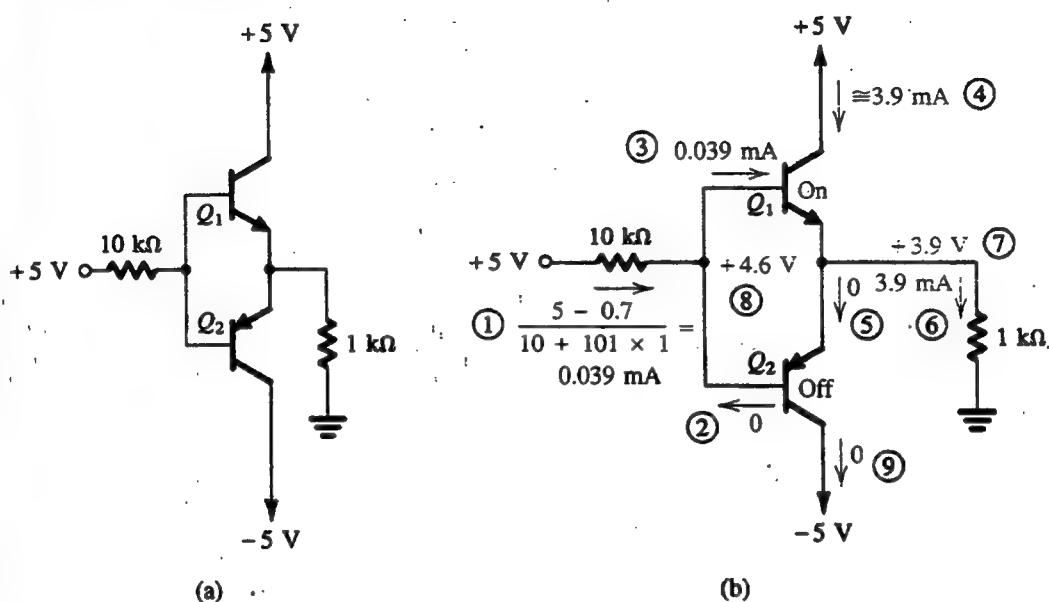 +5 V
Q1
10 kΩ
+5 V
Q2
1 kΩ
−5 V
(a)
+5 V
≅3.9 mA ④
③ 0.039 mA
On
Q1
10 kΩ
+5 V
+4.6 V
⑧
+3.9 V ⑦
0
3.9 mA
⑤
⑥
① 5 − 0.7
10 + 101 × 1
=
0.039 mA
1 kΩ
Q2
Off
② 0
0 ⑨
−5 V
(b)